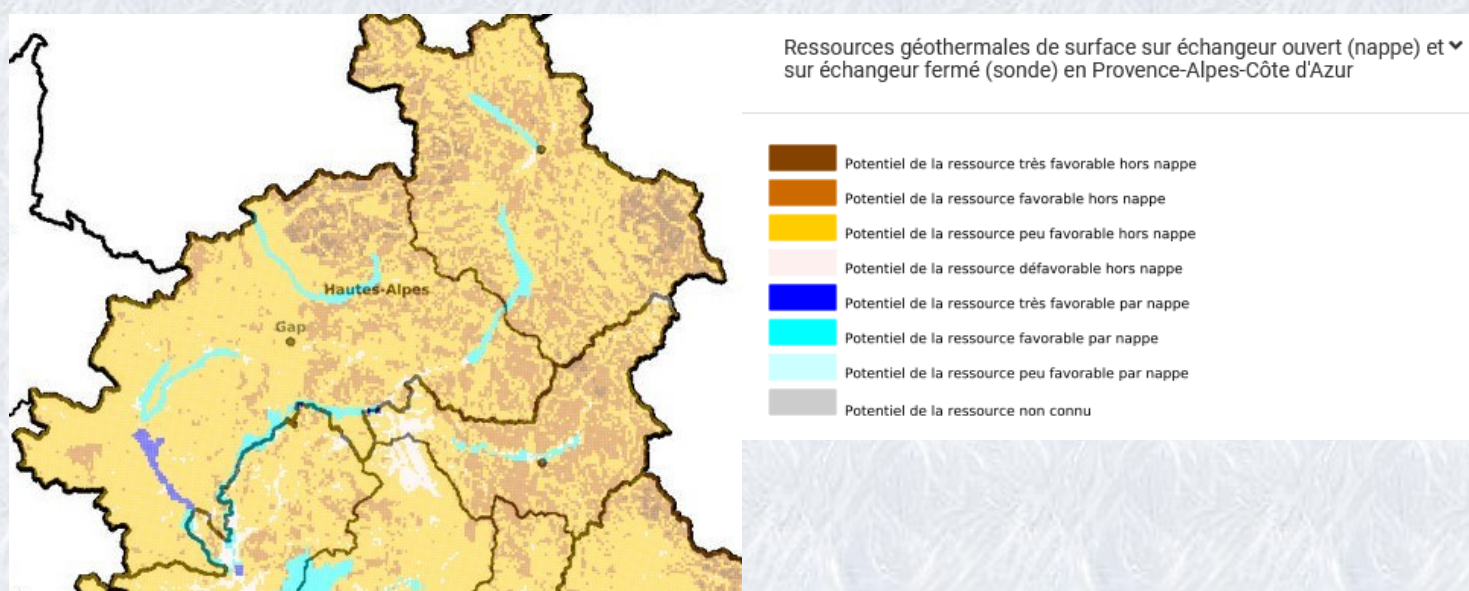 Ressources géothermales de surface sur échangeur ouvert (nappe) et
sur échangeur fermé (sonde) en Provence-Alpes-Côte d'Azur
Potentiel de la ressource très favorable hors nappe
Potentiel de la ressource favorable hors nappe
Potentiel de la ressource peu favorable hors nappe
Potentiel de la ressource défavorable hors nappe
Potentiel de la ressource très favorable par nappe
Potentiel de la ressource favorable par nappe
Potentiel de la ressource peu favorable par nappe
Potentiel de la ressource non connu
Hautes-Alpes
Gap